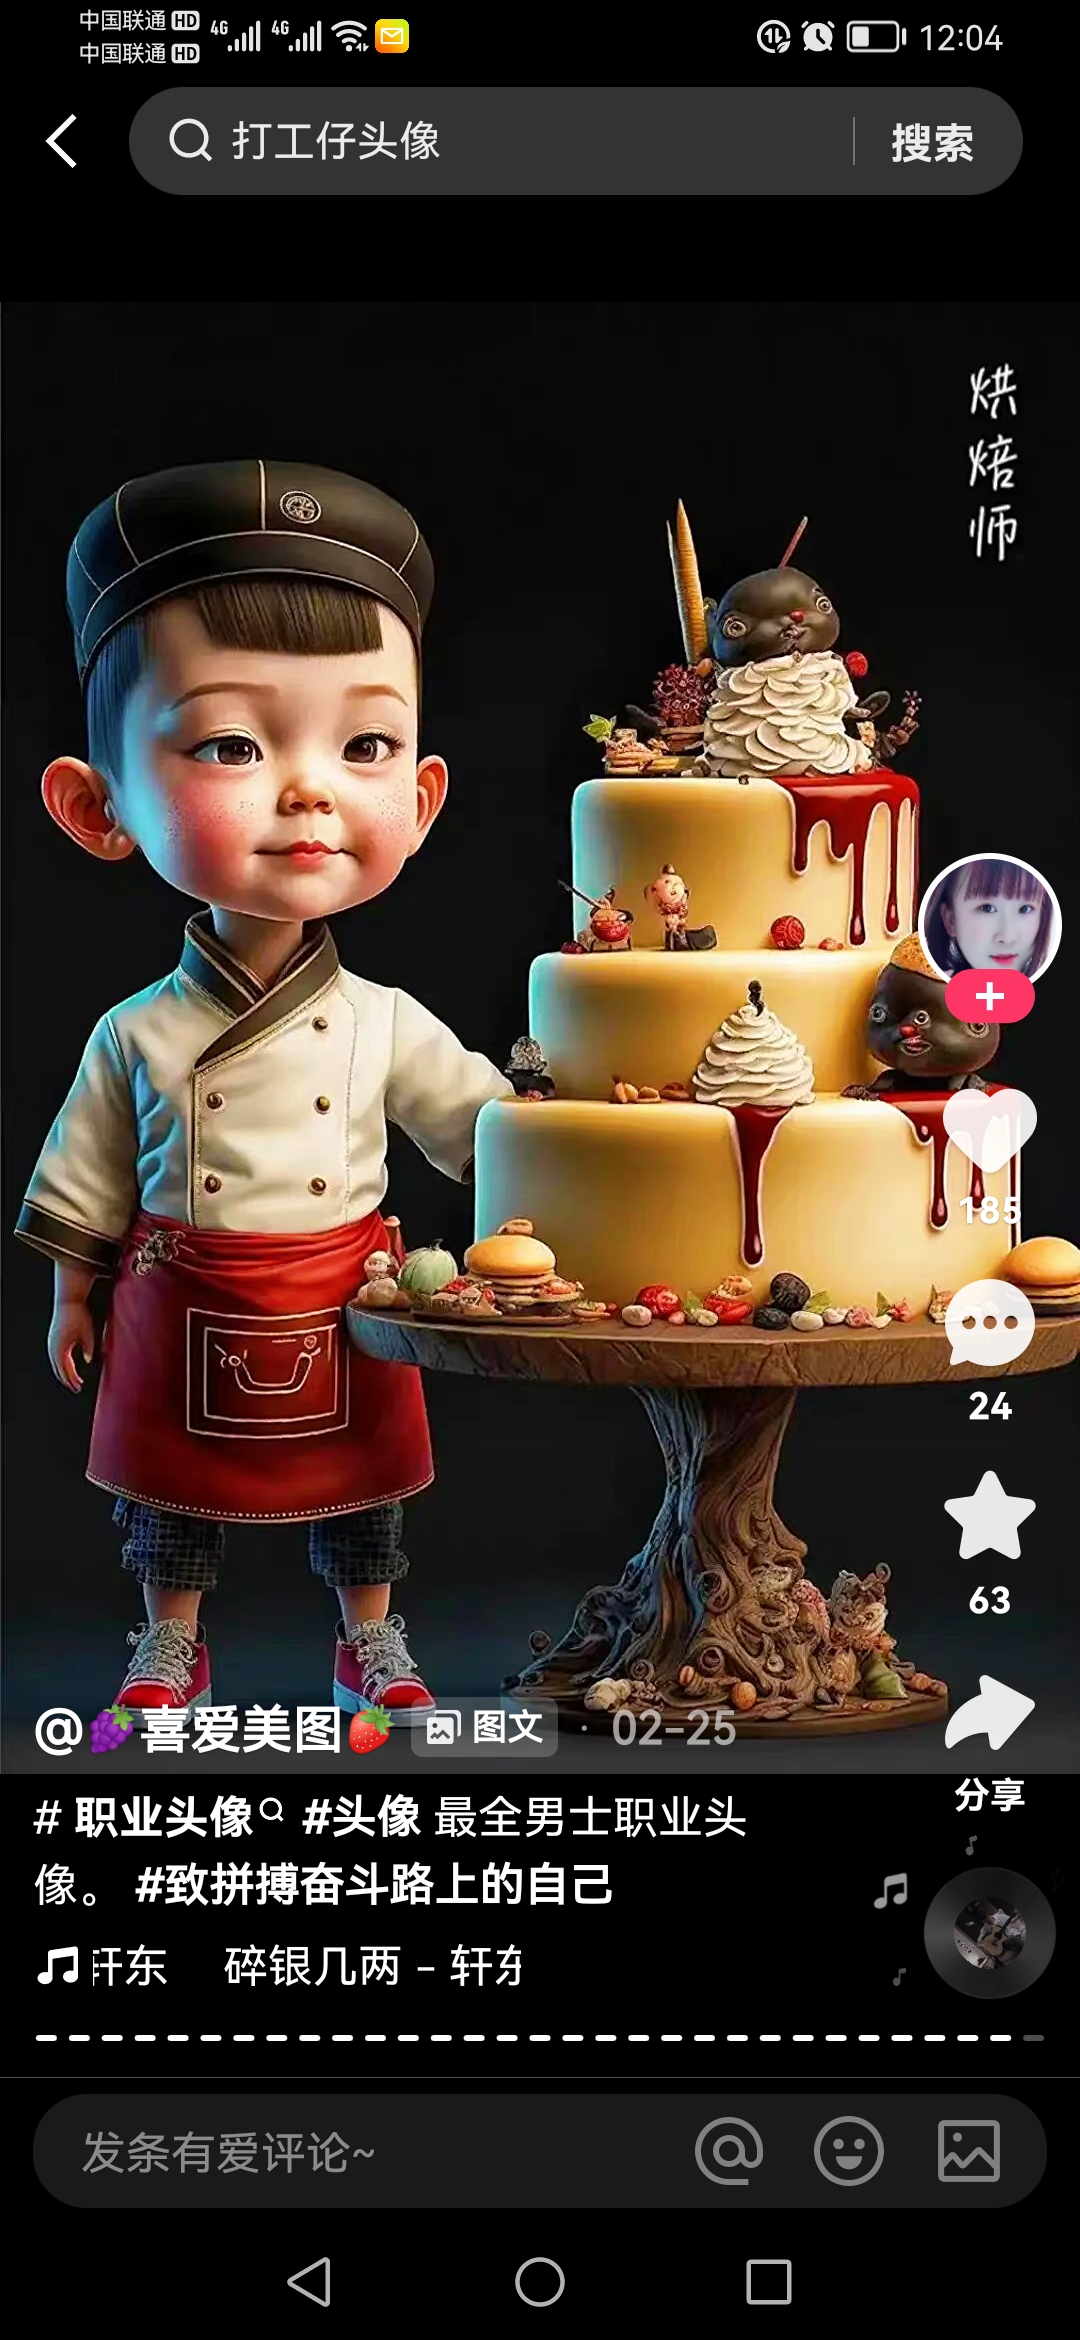 中国联通 HD 4G 4G 12:04
中国联通 HD
打工仔头像 搜索
烘焙师
185
24
63
分享
@🍇喜爱美图🍓 图文 · 02-25
# 职业头像 #头像 最全男士职业头
像。 #致拼搏奋斗路上的自己
轩东 碎银几两 - 轩东
发条有爱评论~